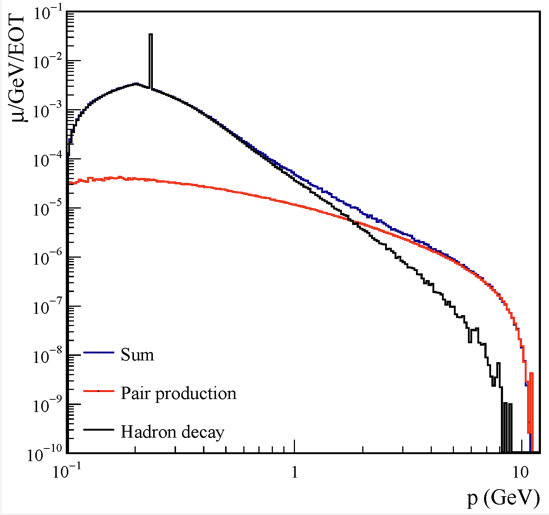 μ/GeV/EOT
10⁻¹
10⁻²
10⁻³
10⁻⁴
10⁻⁵
10⁻⁶
10⁻⁷
10⁻⁸
10⁻⁹
10⁻¹⁰
Sum
Pair production
Hadron decay
10⁻¹ 1 10
p (GeV)